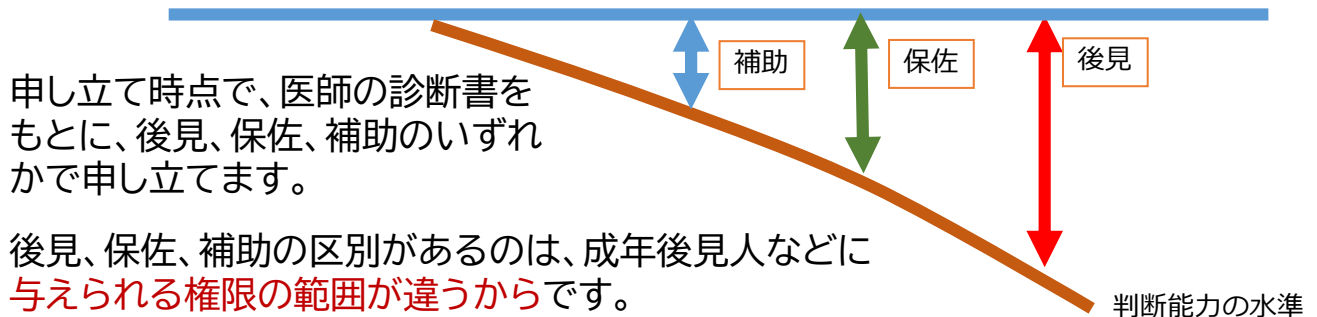 補助
保佐
後見
申し立て時点で、医師の診断書を
もとに、後見、保佐、補助のいずれ
かで申し立てます。
後見、保佐、補助の区別があるのは、成年後見人などに
与えられる権限の範囲が違うからです。
判断能力の水準